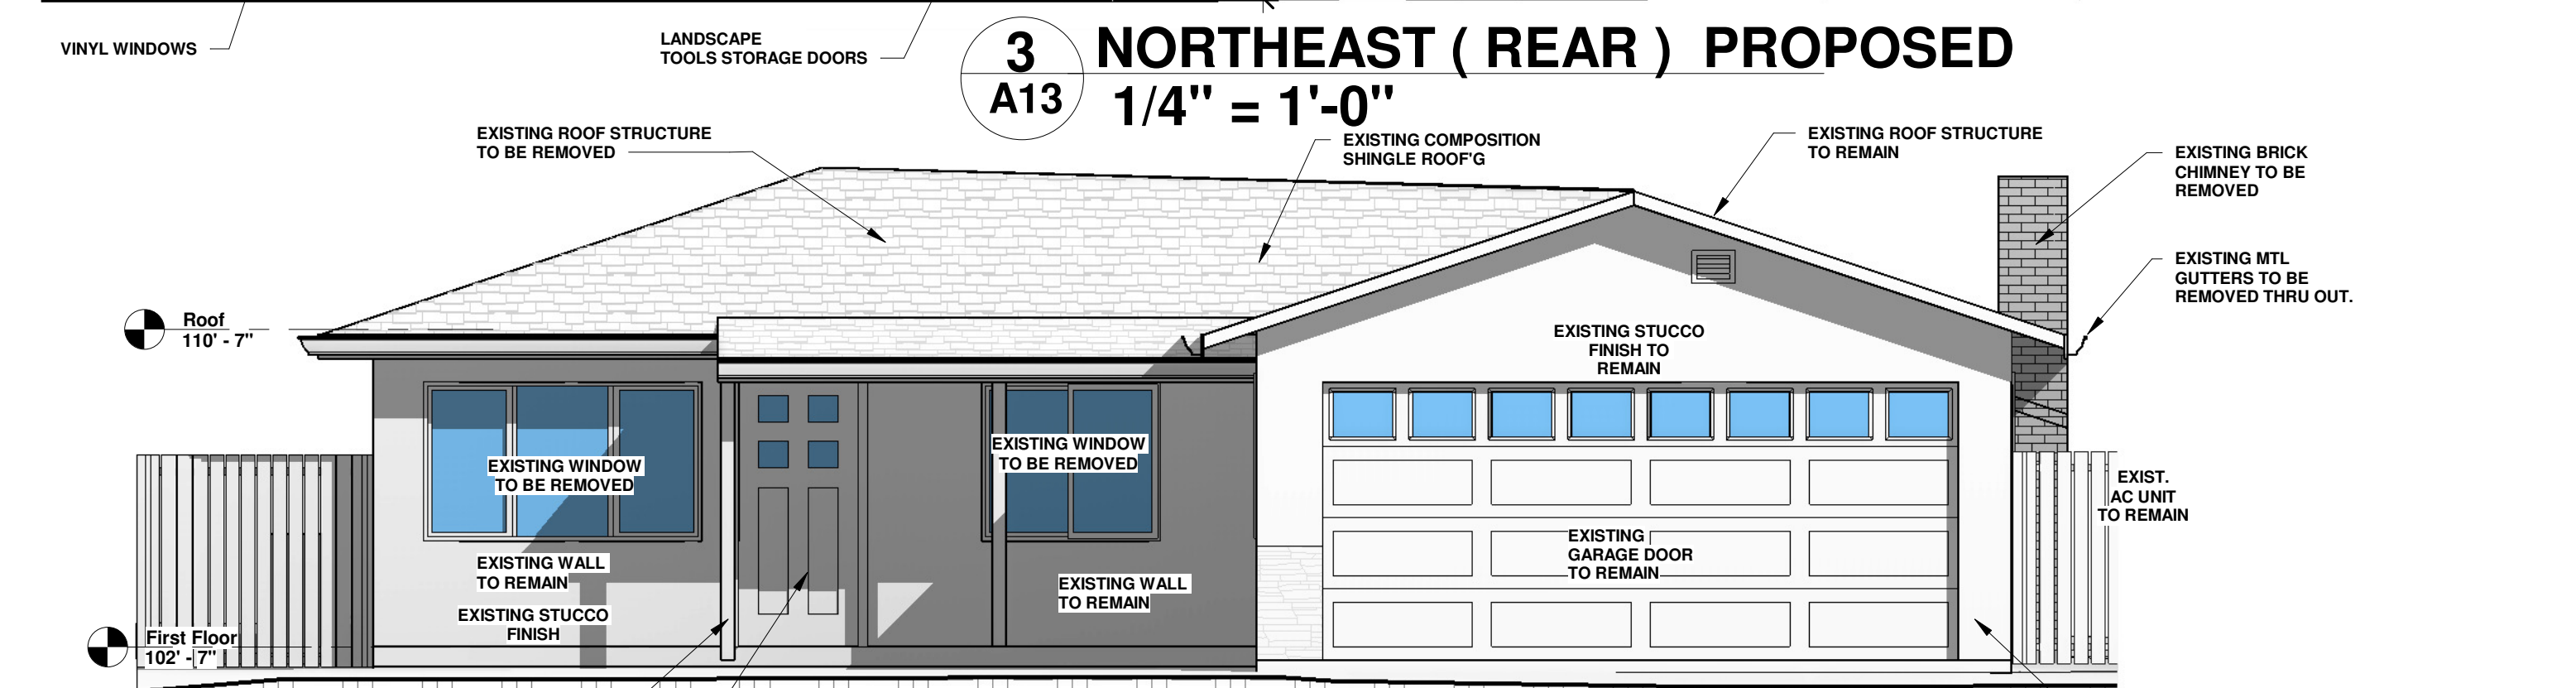 VINYL WINDOWS
LANDSCAPE
TOOLS STORAGE DOORS
3
A13
NORTHEAST ( REAR ) PROPOSED
1/4" = 1'-0"
EXISTING ROOF STRUCTURE
TO BE REMOVED
EXISTING COMPOSITION
SHINGLE ROOF'G
EXISTING ROOF STRUCTURE
TO REMAIN
EXISTING BRICK
CHIMNEY TO BE
REMOVED
EXISTING MTL
GUTTERS TO BE
REMOVED THRU OUT.
Roof
110' - 7"
EXISTING STUCCO
FINISH TO
REMAIN
EXISTING WINDOW
TO BE REMOVED
EXISTING WINDOW
TO BE REMOVED
EXIST.
AC UNIT
TO REMAIN
EXISTING WALL
TO REMAIN
EXISTING WALL
TO REMAIN
EXISTING
GARAGE DOOR
TO REMAIN
EXISTING STUCCO
FINISH
First Floor
102' - 7"